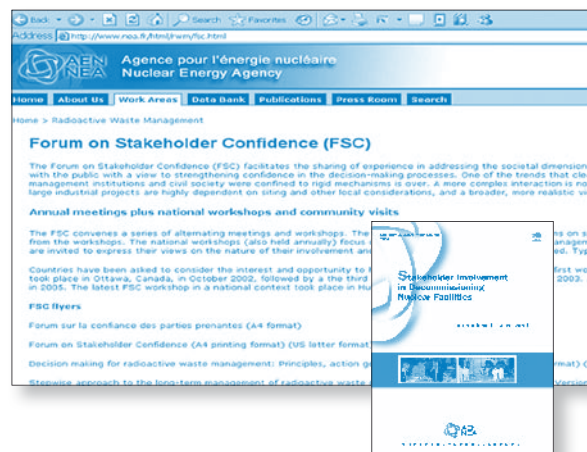 Back Search Favorites
Address http://www.nea.fr/html/rwm/fsc.html
AEN NEA Agence pour l'énergie nucléaire
Nuclear Energy Agency
Home About Us Work Areas Data Bank Publications Press Room Search
Home > Radioactive Waste Management
Forum on Stakeholder Confidence (FSC)
The Forum on Stakeholder Confidence (FSC) facilitates the sharing of experience in addressing the societal dimension
with the public with a view to strengthening confidence in the decision-making processes. One of the trends that cle
management institutions and civil society were confined to rigid mechanisms is over. A more complex interaction is no
large industrial projects are highly dependent on siting and other local considerations, and a broader, more realistic vi
Annual meetings plus national workshops and community visits
The FSC convenes a series of alternating meetings and workshops. The
from the workshops. The national workshops (also held annually) focus
are invited to express their views on the nature of their involvement an
Countries have been asked to consider the interest and opportunity to
took place in Ottawa, Canada, in October 2002, followed by a third 2003.
in 2005. The latest FSC workshop in a national context took place in Hu
FSC flyers
Forum sur la confiance des parties prenantes (A4 format)
Forum on Stakeholder Confidence (A4 printing format) (US letter format
Decision making for radioactive waste management: Principles, action
Stepwise approach to the long-term management of radioactive waste
Stakeholder Involvement
in Decommissioning
Nuclear Facilities
AEN
NEA